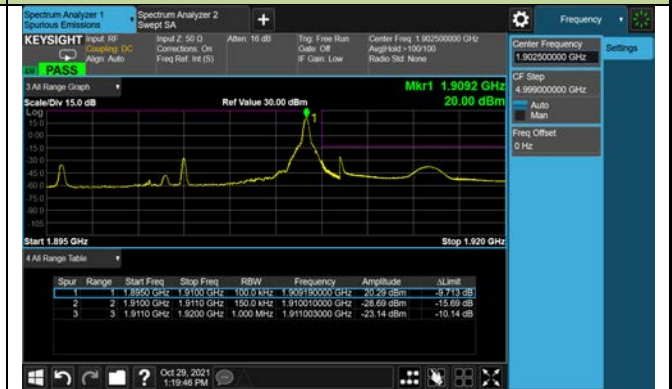 Spectrum Analyzer 1
Spurious Emissions
Spectrum Analyzer 2
Swept SA
+
Frequency
KEYSIGHT Input: RF
Coupling: DC
Align: Auto
Input Z: 50 Ω
Corrections: On
Freq Ref: Int (S)
Atten: 16 dB
Trig: Free Run
Gate: Off
IF Gain: Low
Center Freq: 1.902500000 GHz
Avg|Hold:>100/100
Radio Std: None
PASS
Center Frequency
1.902500000 GHz
Settings
CF Step
4.999000000 GHz
Auto
Man
Freq Offset
0 Hz
3 All Range Graph
Mkr1 1.9092 GHz
Scale/Div 15.0 dB
Ref Value 30.00 dBm
20.00 dBm
Log
15.0
0.00
-15.0
-30.0
-45.0
-60.0
-75.0
-90.0
-105
1
Start 1.895 GHz
Stop 1.920 GHz
4 All Range Table
Spur Range Start Freq Stop Freq RBW Frequency Amplitude ΔLimit
1 1 1.8950 GHz 1.9100 GHz 100.0 kHz 1.909190000 GHz 20.29 dBm -9.713 dB
2 2 1.9100 GHz 1.9110 GHz 150.0 kHz 1.910010000 GHz -28.69 dBm -15.69 dB
3 3 1.9110 GHz 1.9200 GHz 1.000 MHz 1.911003000 GHz -23.14 dBm -10.14 dB
?
Oct 29, 2021
1:19:46 PM